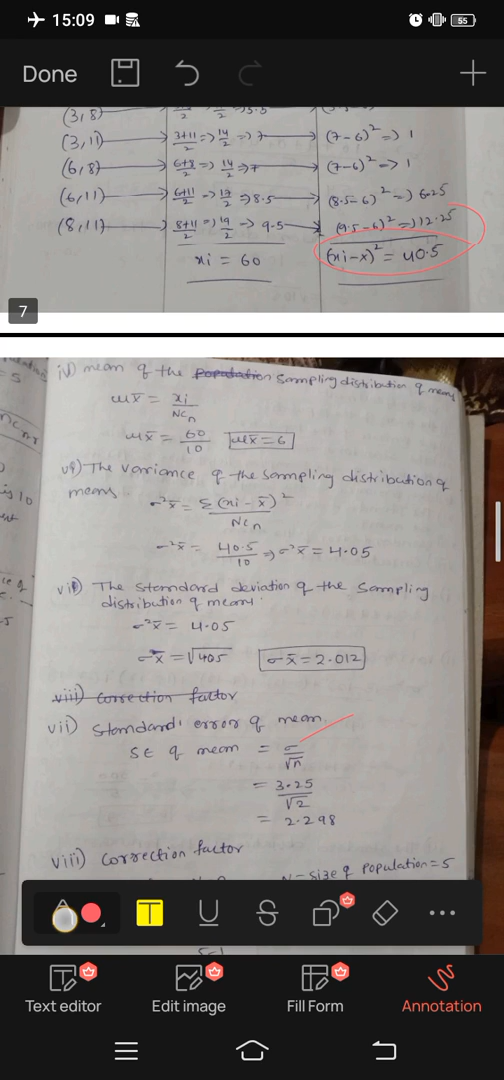 15:09
55
Done
(3,8)
(3,11) → 3+11/2 => 14/2 => 7 → (7-6)² => 1
(6,8) → 6+8/2 => 14/2 => 7 → (7-6)² => 1
(6,11) → 6+11/2 => 17/2 => 8.5 → (8.5-6)² => 6.25
(8,11) → 8+11/2 => 19/2 -> 9.5 → (9.5-6)² => 12.25
xi = 60
(xi-x)² = 40.5
7
iv) mean of the population sampling distribution of means
μx̄ = xi/NCn
μx̄ = 60/10 μx̄ = 6
The variance of the sampling distribution of
means.
σ²x̄ = Σ(xi - x̄)²/NCn
σ²x̄ = 40.5/10 => σ²x̄ = 4.05
The standard deviation of the sampling
distribution of means.
σ²x̄ = 4.05
σx̄ = √4.05 σx̄ = 2.012
viii) correction factor
vii) standard error of mean.
SE of mean = σ/√n
= 3.25/√2
= 2.298
viii) correction factor
N - size of population = 5
T
U
S
Text editor
Edit image
Fill Form
Annotation